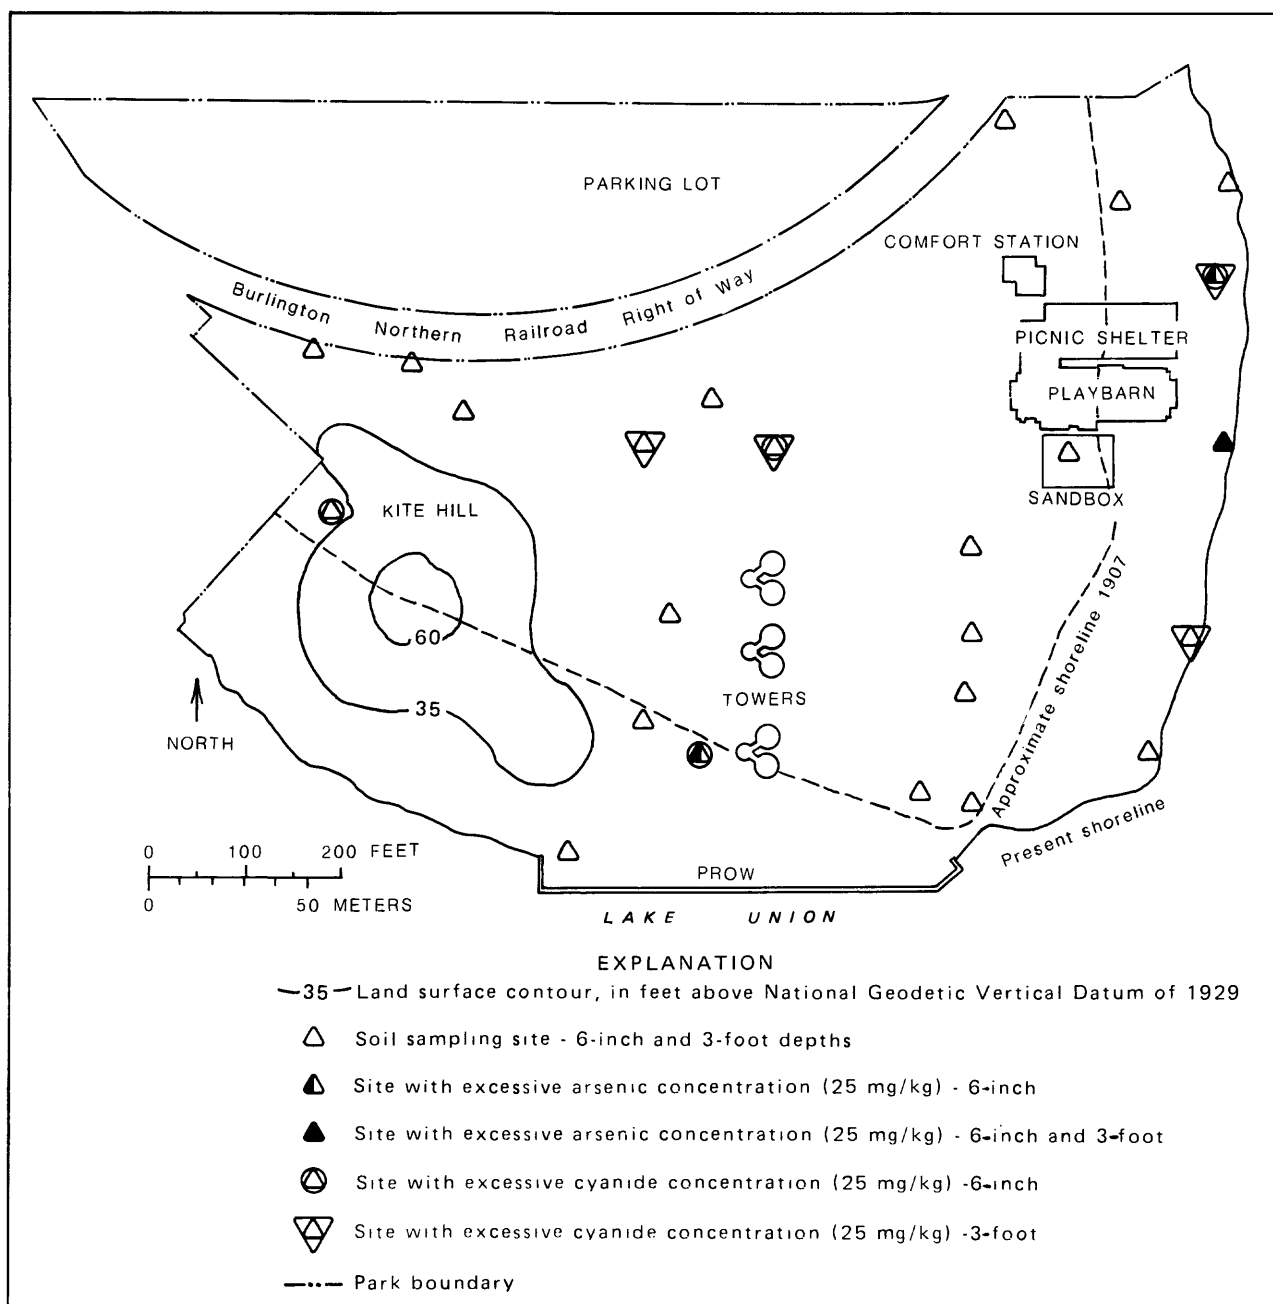 PARKING LOT
COMFORT STATION
Burlington Northern Railroad Right of Way
PICNIC SHELTER
PLAYBARN
SANDBOX
KITE HILL
60
35
TOWERS
NORTH
Approximate shoreline 1907
Present shoreline
0 100 200 FEET
0 50 METERS
PROW
LAKE UNION
EXPLANATION
35 Land surface contour, in feet above National Geodetic Vertical Datum of 1929
Soil sampling site - 6-inch and 3-foot depths
Site with excessive arsenic concentration (25 mg/kg) - 6-inch
Site with excessive arsenic concentration (25 mg/kg) - 6-inch and 3-foot
Site with excessive cyanide concentration (25 mg/kg) -6-inch
Site with excessive cyanide concentration (25 mg/kg) -3-foot
Park boundary